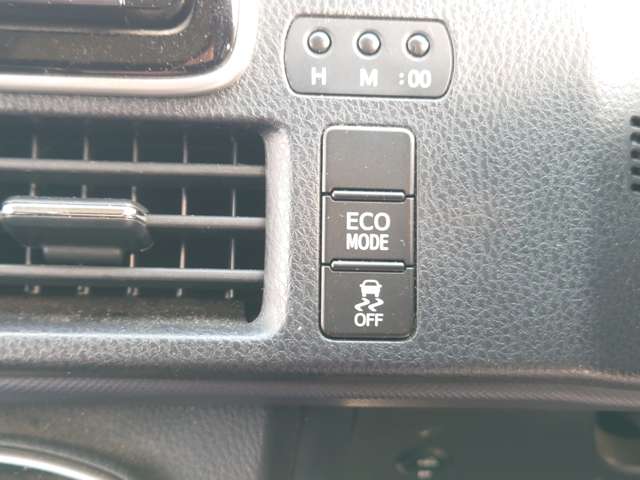 H M :00
ECO
MODE
OFF